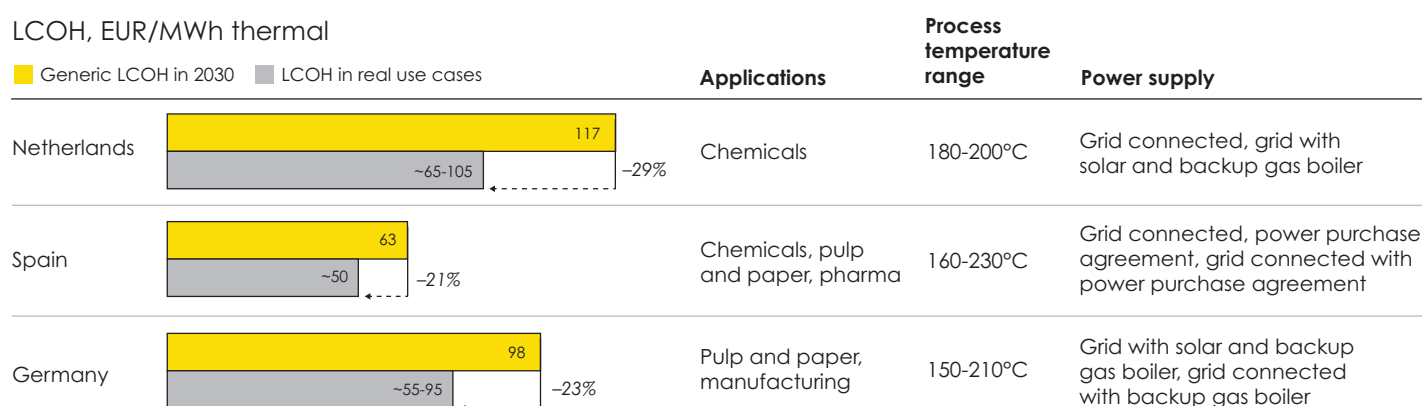 LCOH, EUR/MWh thermal
Generic LCOH in 2030 LCOH in real use cases
Applications
Process
temperature
range
Power supply
Netherlands
117
~65-105
–29%
Chemicals
180-200°C
Grid connected, grid with
solar and backup gas boiler
Spain
63
~50
–21%
Chemicals, pulp
and paper, pharma
160-230°C
Grid connected, power purchase
agreement, grid connected with
power purchase agreement
Germany
98
~55-95
–23%
Pulp and paper,
manufacturing
150-210°C
Grid with solar and backup
gas boiler, grid connected
with backup gas boiler